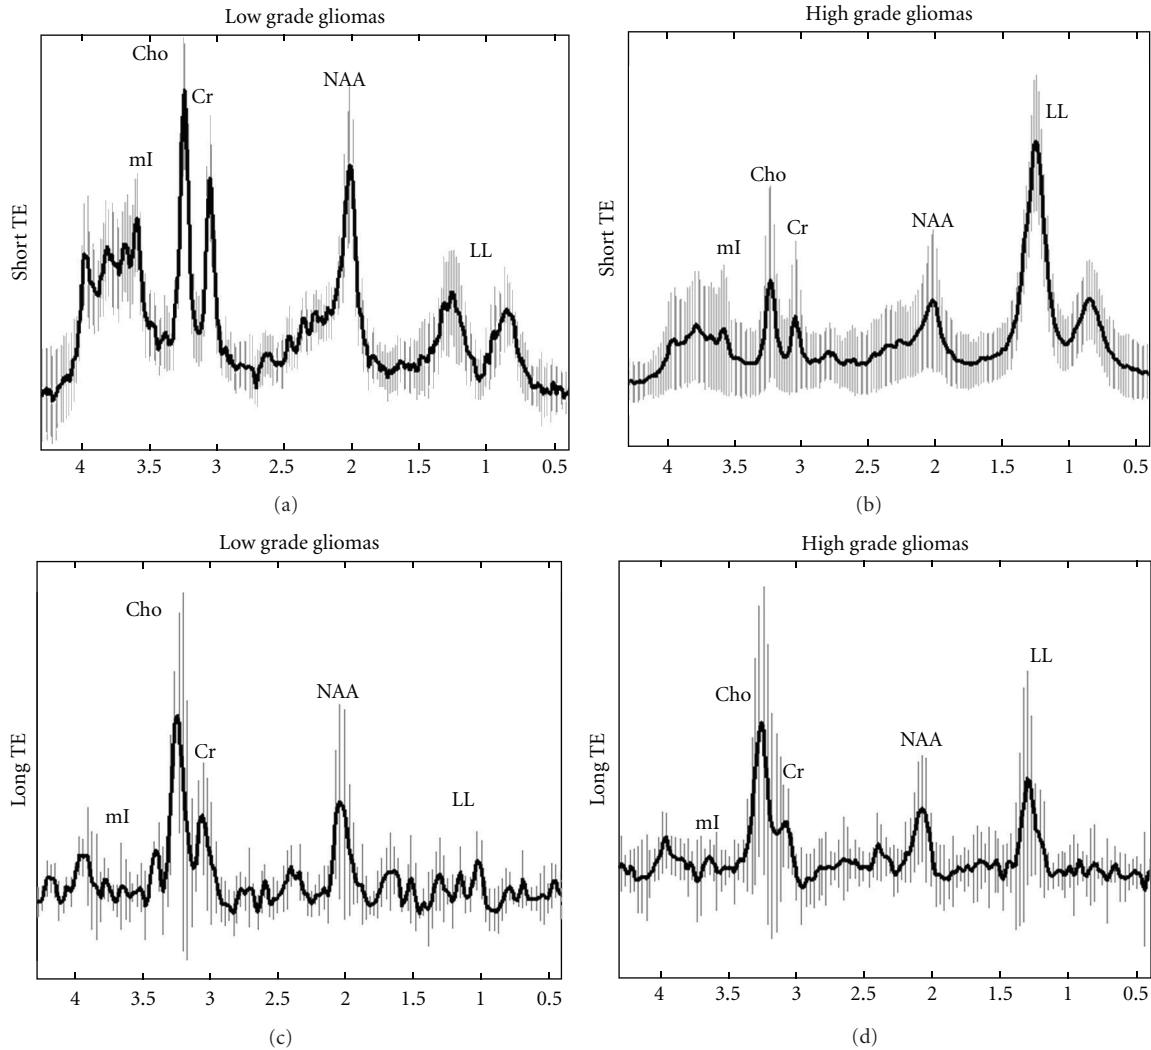 Low grade gliomas
Cho
Cr
NAA
mI
LL
Short TE
4 3.5 3 2.5 2 1.5 1 0.5
(a)
High grade gliomas
LL
Cho
Cr
NAA
mI
Short TE
4 3.5 3 2.5 2 1.5 1 0.5
(b)
Low grade gliomas
Cho
NAA
Cr
mI
LL
Long TE
4 3.5 3 2.5 2 1.5 1 0.5
(c)
High grade gliomas
LL
Cho
NAA
Cr
mI
Long TE
4 3.5 3 2.5 2 1.5 1 0.5
(d)